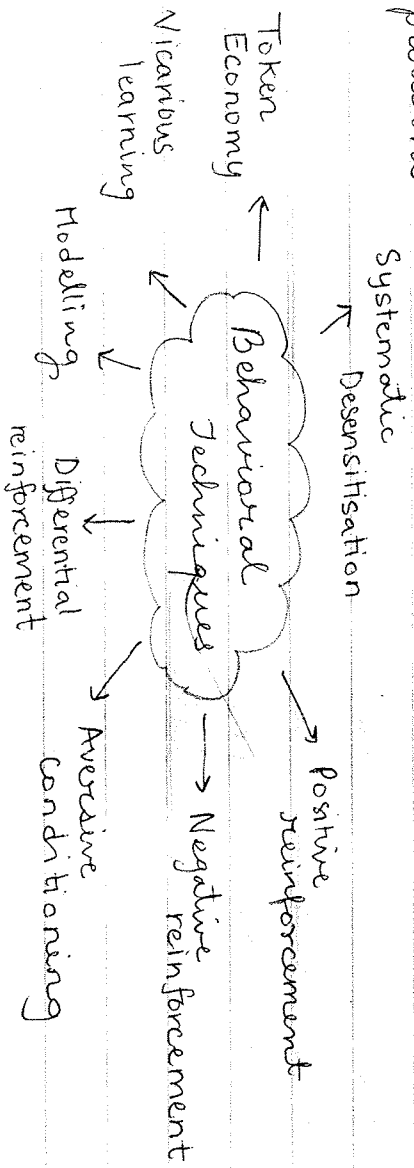 Systematic
Desensitisation
Token
Economy
Positive
reinforcement
Behavioral
Techniques
Vicarious
learning
Negative
reinforcement
Modelling
Differential
reinforcement
Aversive
conditioning